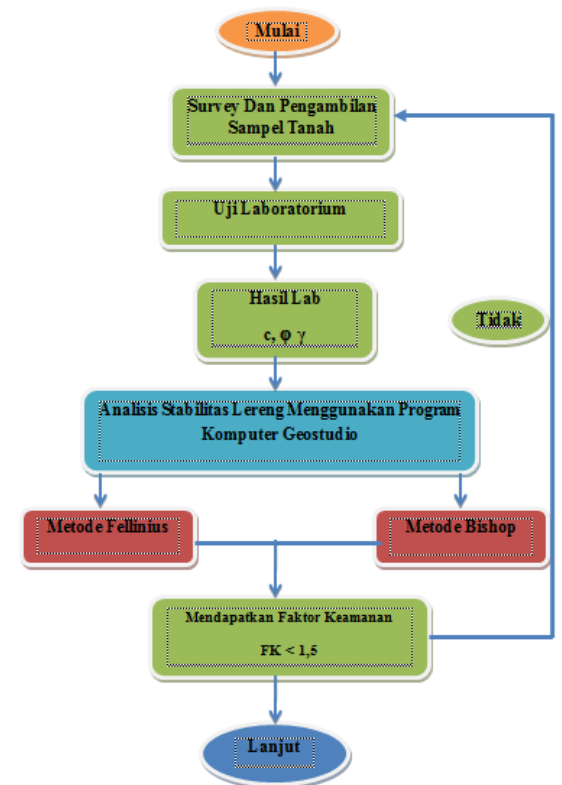 Mulai
Survey Dan Pengambilan
Sampel Tanah
Uji Laboratorium
Hasil Lab
c, Φ γ
Tidak
Analisis Stabilitas Lereng Menggunakan Program
Komputer Geostudio
Metode Fellinius
Metode Bishop
Mendapatkan Faktor Keamanan
FK < 1,5
Lanjut